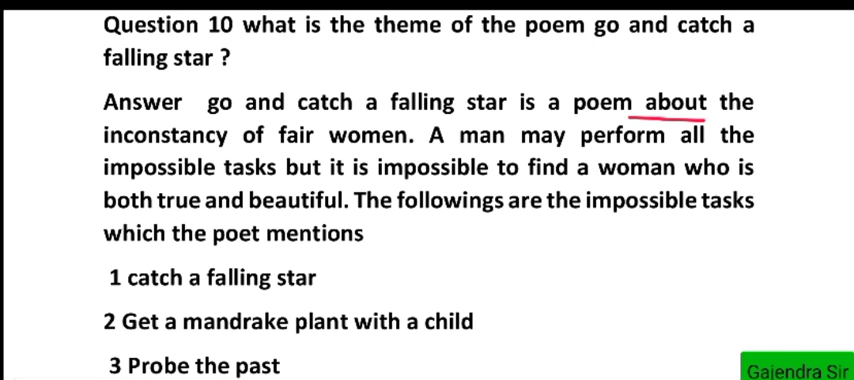 Question 10 what is the theme of the poem go and catch a
falling star ?
Answer go and catch a falling star is a poem about the
inconstancy of fair women. A man may perform all the
impossible tasks but it is impossible to find a woman who is
both true and beautiful. The followings are the impossible tasks
which the poet mentions
1 catch a falling star
2 Get a mandrake plant with a child
3 Probe the past
Gajendra Sir